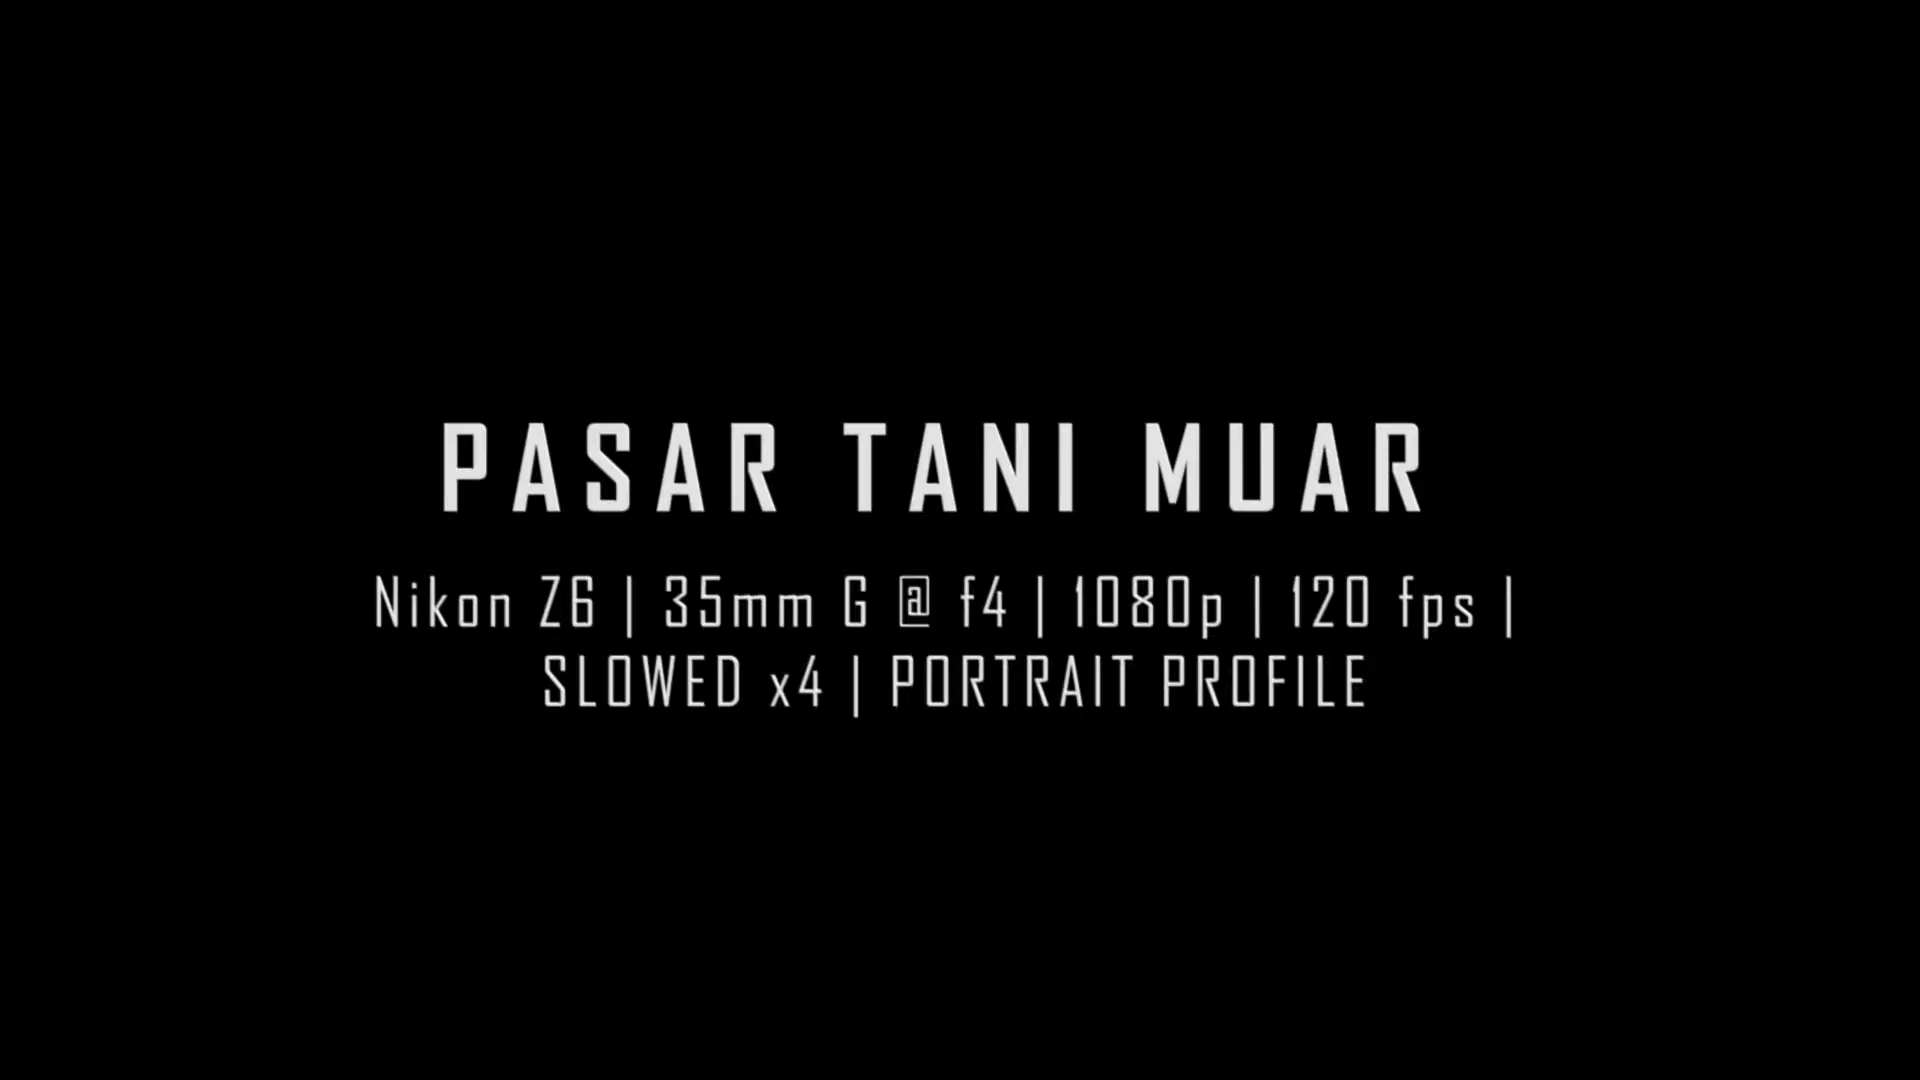 PASAR TANI MUAR
Nikon Z6 | 35mm G @ f4 | 1080p | 120 fps |
SLOWED x4 | PORTRAIT PROFILE